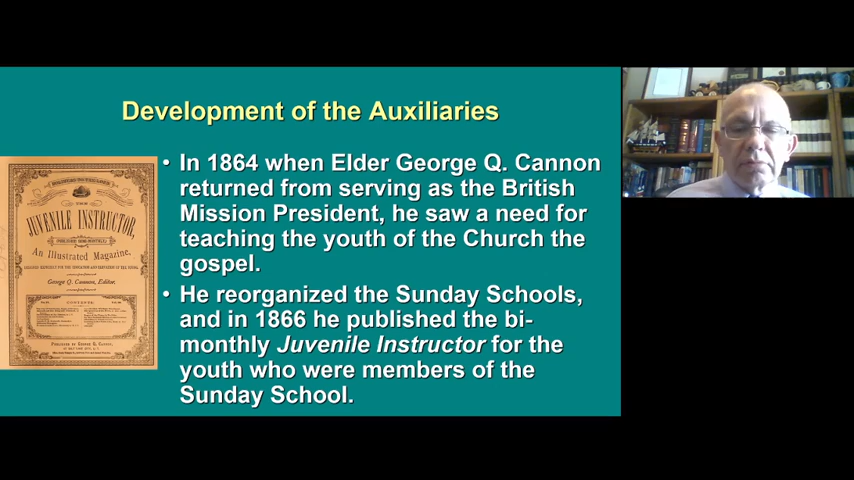 Development of the Auxiliaries
• In 1864 when Elder George Q. Cannon
returned from serving as the British
Mission President, he saw a need for
teaching the youth of the Church the
gospel.
• He reorganized the Sunday Schools,
and in 1866 he published the bi-
monthly Juvenile Instructor for the
youth who were members of the
Sunday School.
THE
JUVENILE INSTRUCTOR,
An Illustrated Magazine,
George Q. Cannon, Editor.
CONTENTS